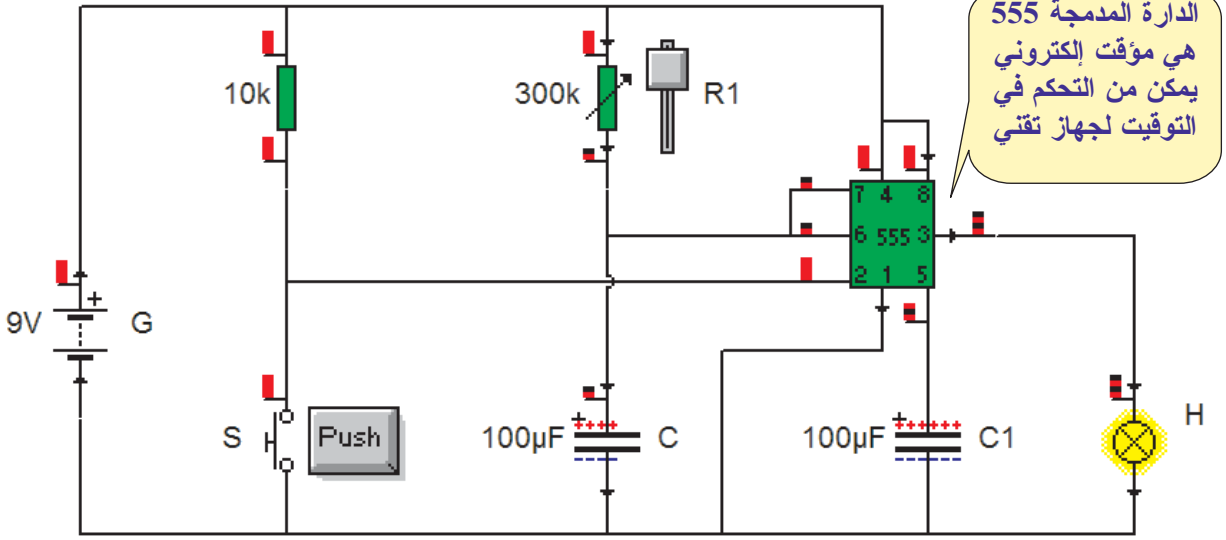 الدارة المدمجة 555
هي مؤقت إلكتروني
يمكن من التحكم في
التوقيت لجهاز تقني
10k
300k
R1
7 4 8
6 555 3
2 1 5
9V
+
G
S
Push
100µF
+
C
100µF
+
C1
H